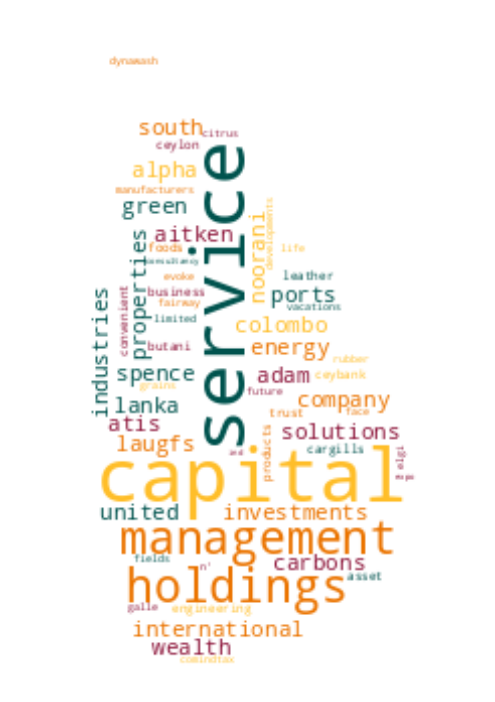 dynawash
south
citrus
ceylon
alpha
manufacturers
green
aitken
service
properties
foods
consultancy
noorani
developments
life
evoke
leather
business
convenient
industries
fairway
ports
vacations
limited
colombo
butani
energy
rubber
spence
adam
ceybank
grains
future
lanka
company
trust
face
atis
solutions
laugfs
products
cargills
elgi
capital
united
investments
management
fields
carbons
n'
asset
holdings
galle
engineering
international
wealth
comindtax